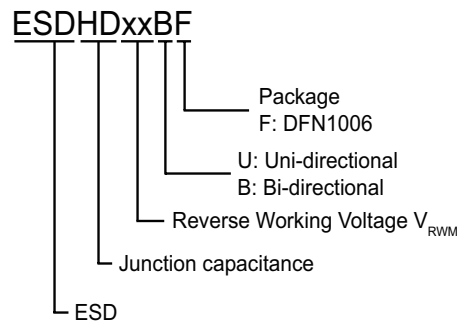 ESDHDxxBF
Package
F: DFN1006
U: Uni-directional
B: Bi-directional
Reverse Working Voltage VRWM
Junction capacitance
ESD